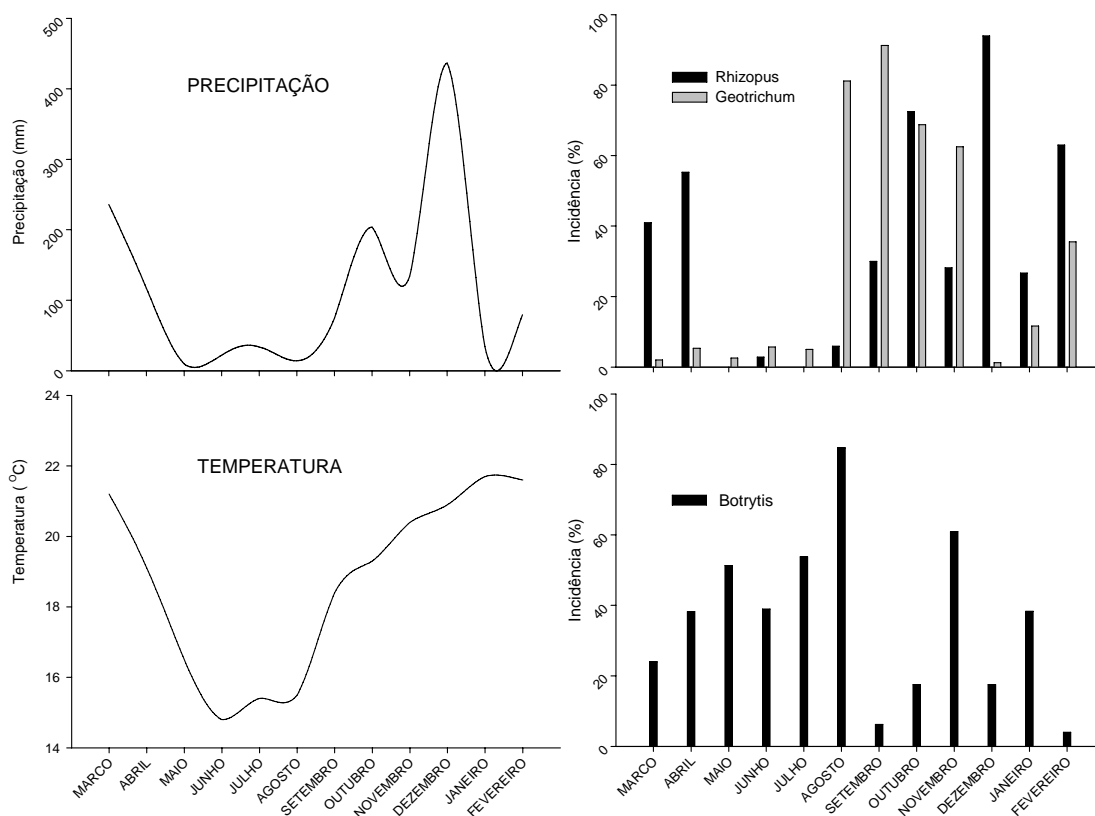 PRECIPITAÇÃO
Precipitação (mm)
500
400
300
200
100
0
Rhizopus
Geotrichum
Incidência (%)
100
80
60
40
20
0
TEMPERATURA
Temperatura ( °C)
24
22
20
18
16
14
MARCO
ABRIL
MAIO
JUNHO
JULHO
AGOSTO
SETEMBRO
OUTUBRO
NOVEMBRO
DEZEMBRO
JANEIRO
FEVEREIRO
Botrytis
Incidência (%)
100
80
60
40
20
0
MARCO
ABRIL
MAIO
JUNHO
JULHO
AGOSTO
SETEMBRO
OUTUBRO
NOVEMBRO
DEZEMBRO
JANEIRO
FEVEREIRO